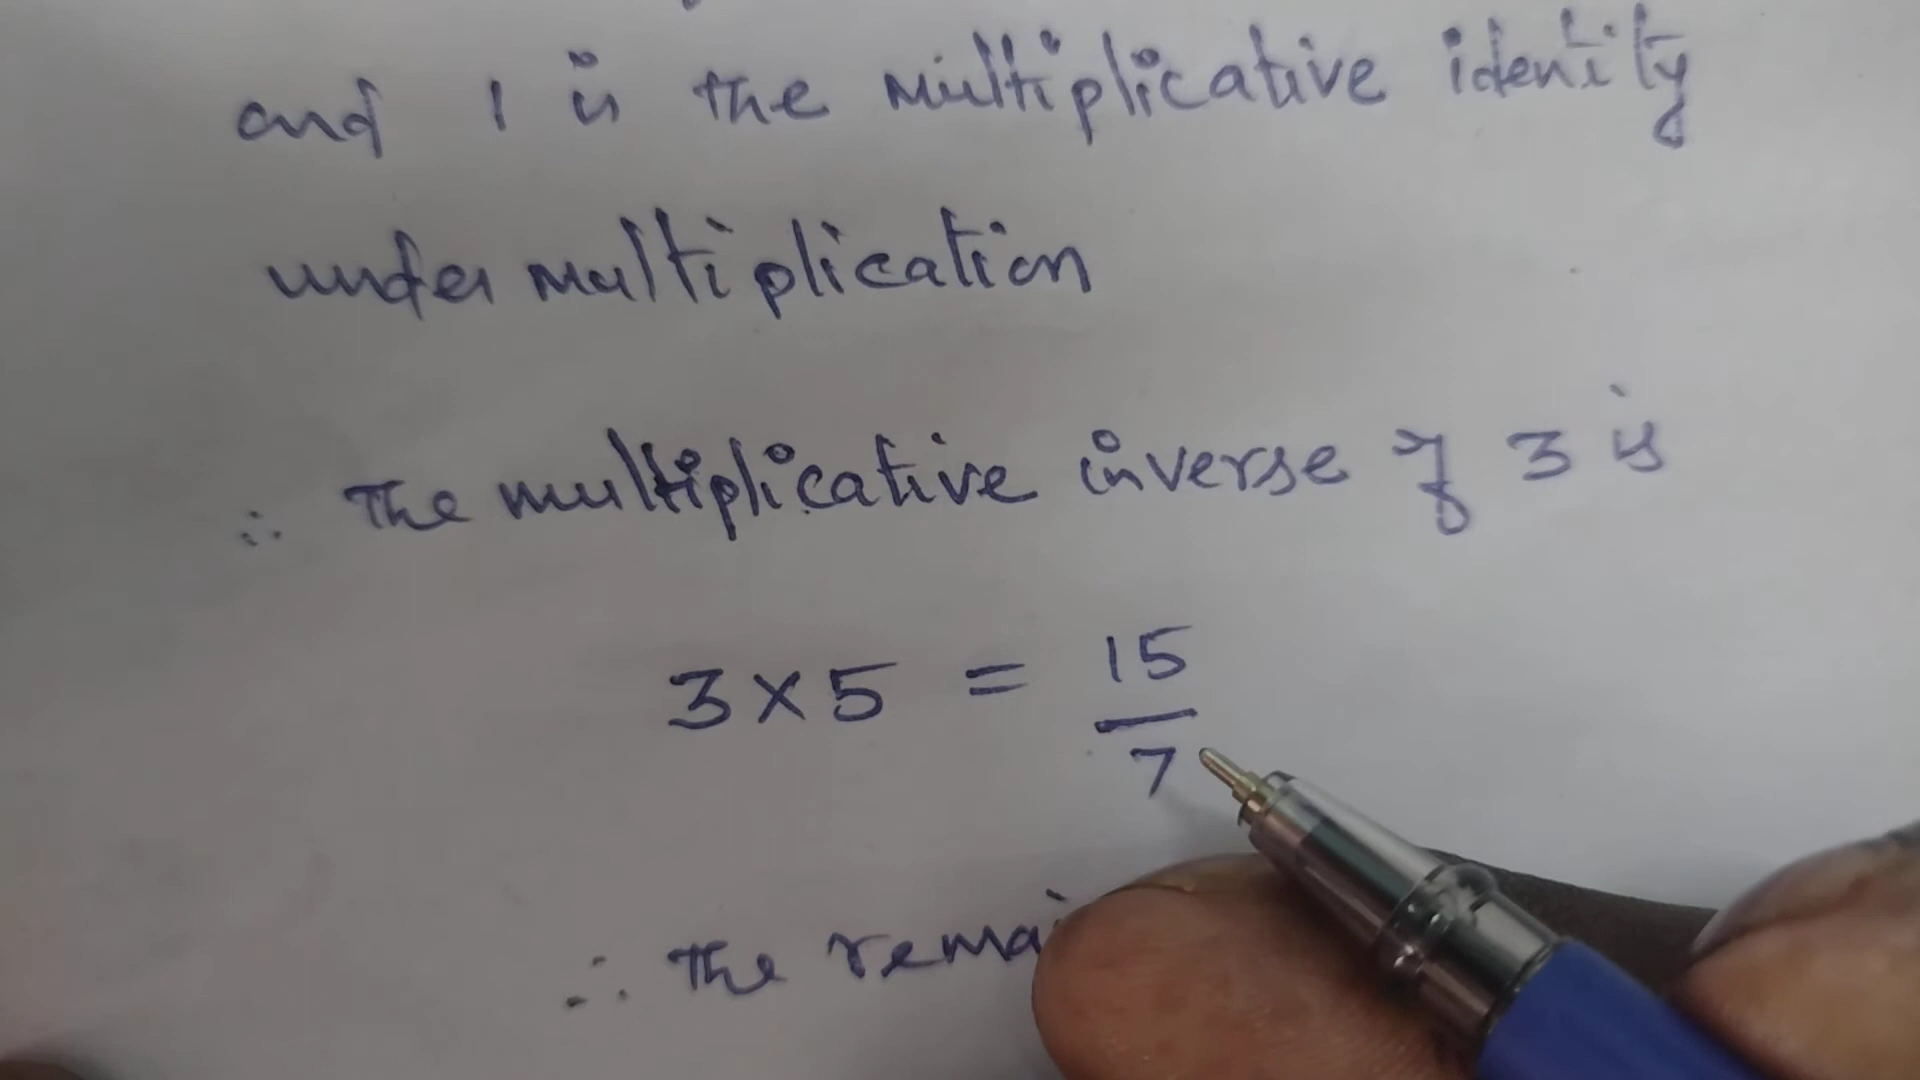 and 1 is the multiplicative identity
under multiplication
∴ The multiplicative inverse of 3 is
3 × 5 = 15/7
∴ The